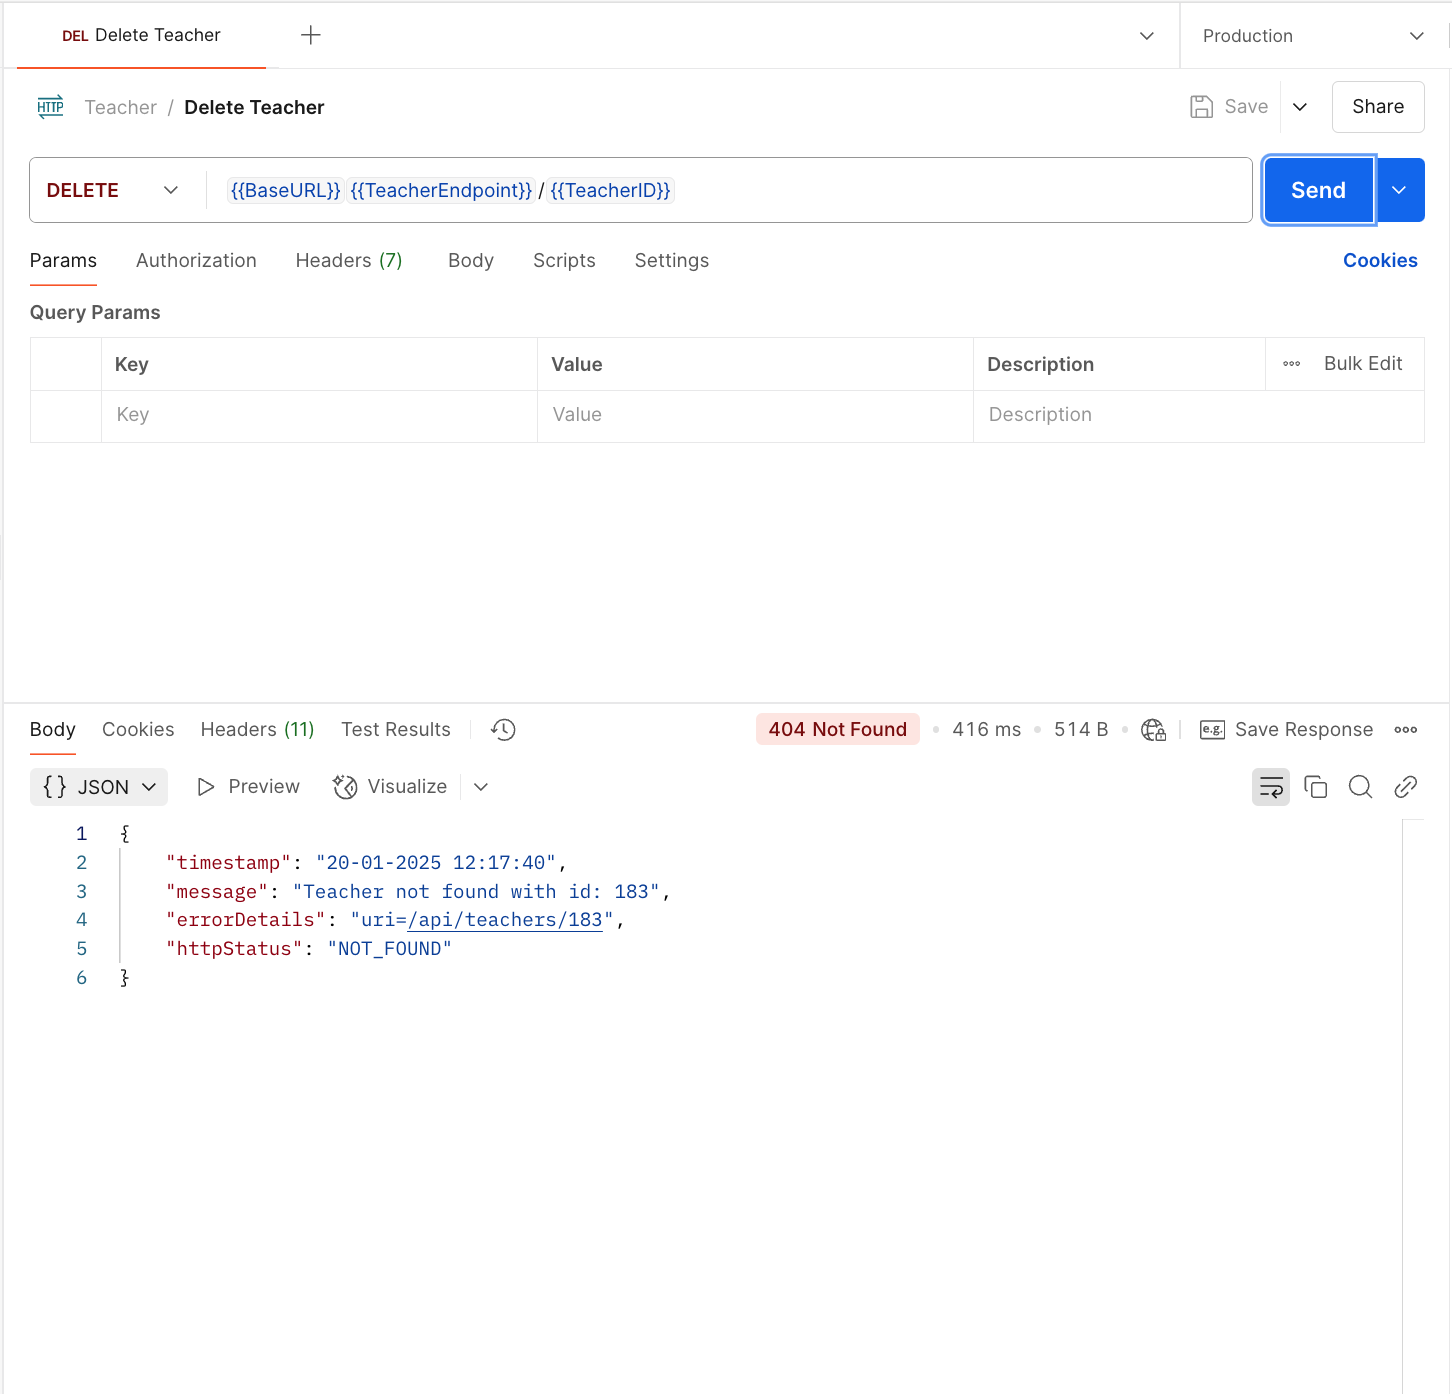 DEL Delete Teacher
Production
HTTP Teacher / Delete Teacher
Save
Share
DELETE
{{BaseURL}} {{TeacherEndpoint}} / {{TeacherID}}
Send
Params Authorization Headers (7) Body Scripts Settings
Cookies
Query Params
Key Value Description Bulk Edit
Key Value Description
Body Cookies Headers (11) Test Results
404 Not Found • 416 ms • 514 B • e.g. Save Response
{ } JSON Preview Visualize
1 {
2 "timestamp": "20-01-2025 12:17:40",
3 "message": "Teacher not found with id: 183",
4 "errorDetails": "uri=/api/teachers/183",
5 "httpStatus": "NOT_FOUND"
6 }